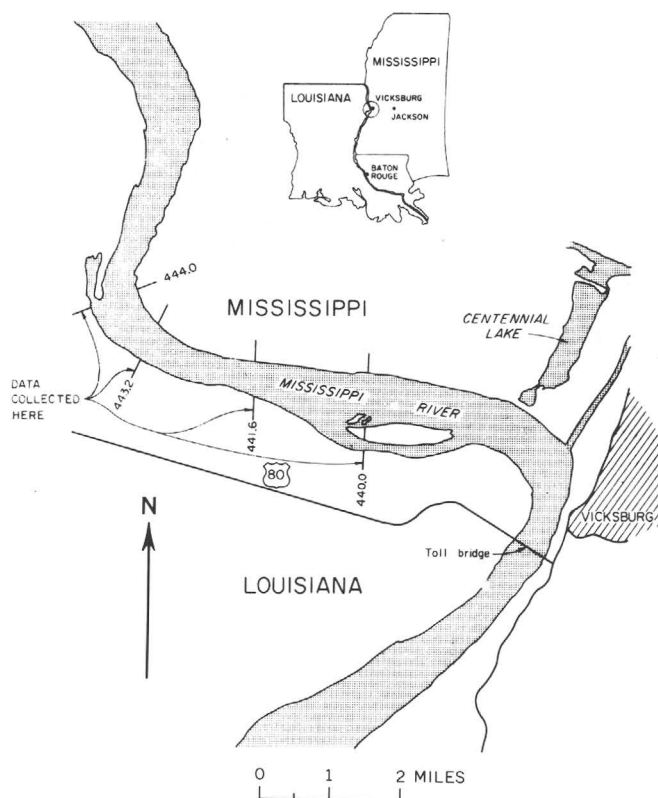 MISSISSIPPI
LOUISIANA
VICKSBURG
JACKSON
BATON
ROUGE
444.0
MISSISSIPPI
CENTENNIAL
LAKE
DATA
COLLECTED
HERE
443.2
441.6
440.0
MISSISSIPPI RIVER
80
VICKSBURG
N
Toll bridge
LOUISIANA
0 1 2 MILES